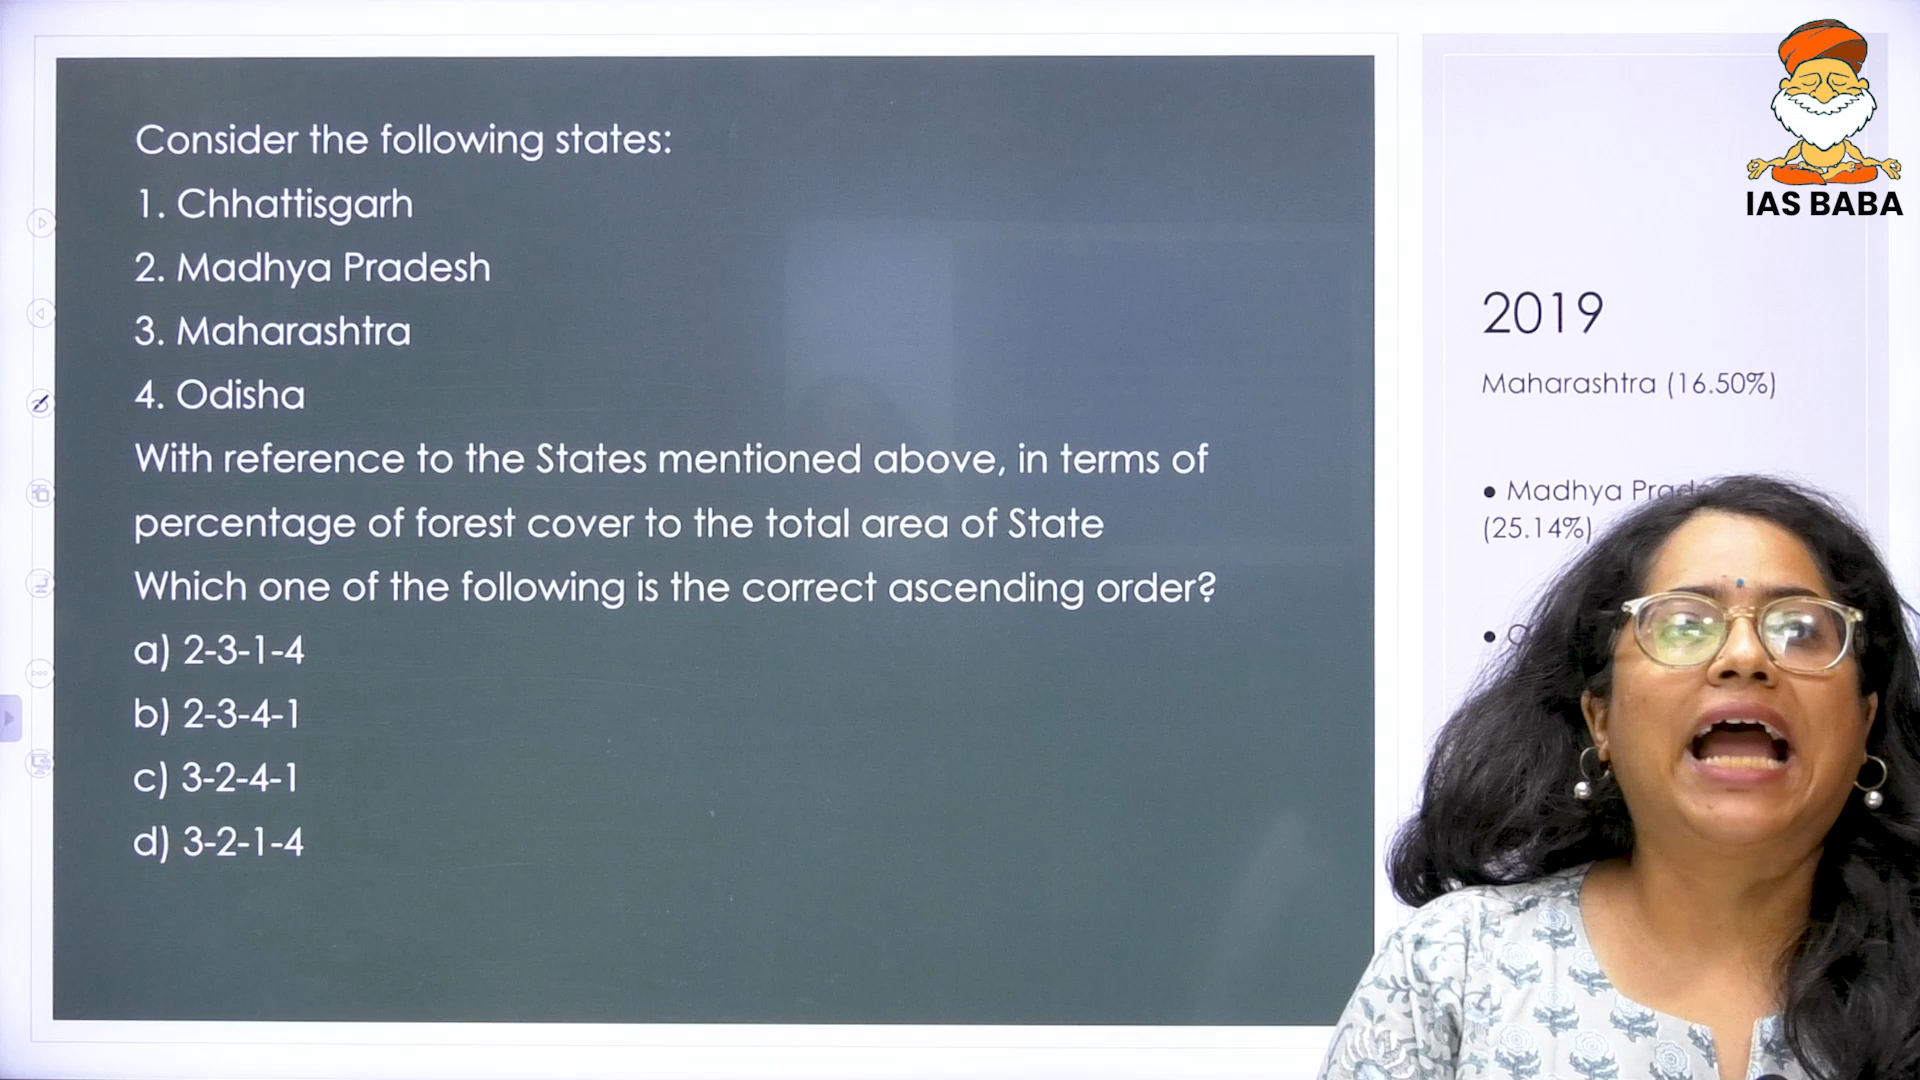 Consider the following states:
1. Chhattisgarh
2. Madhya Pradesh
3. Maharashtra
4. Odisha
With reference to the States mentioned above, in terms of
percentage of forest cover to the total area of State
Which one of the following is the correct ascending order?
a) 2-3-1-4
b) 2-3-4-1
c) 3-2-4-1
d) 3-2-1-4
IAS BABA
2019
Maharashtra (16.50%)
• Madhya
(25.14%)